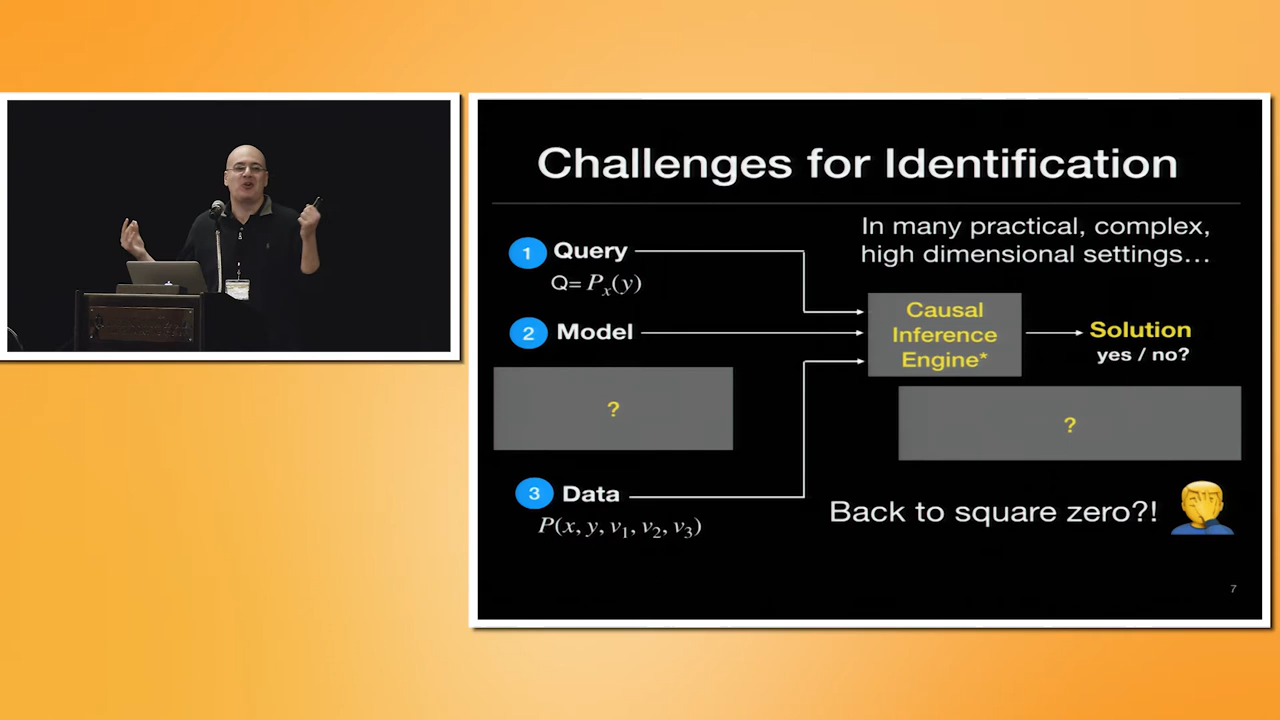 Challenges for Identification
In many practical, complex,
high dimensional settings…
1 Query
Q= Pₓ(y)
2 Model
?
3 Data
P(x, y, v₁, v₂, v₃)
Causal
Inference
Engine*
Solution
yes / no?
?
Back to square zero?!
7